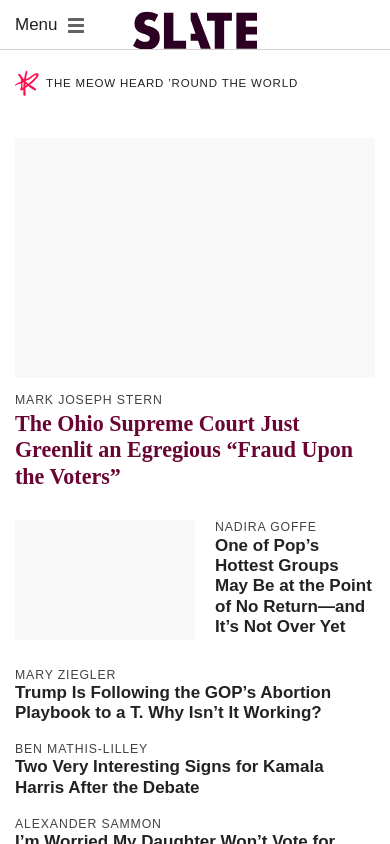 Menu
SLATE
THE MEOW HEARD ’ROUND THE WORLD
MARK JOSEPH STERN
The Ohio Supreme Court Just
Greenlit an Egregious “Fraud Upon
the Voters”
NADIRA GOFFE
One of Pop’s
Hottest Groups
May Be at the Point
of No Return—and
It’s Not Over Yet
MARY ZIEGLER
Trump Is Following the GOP’s Abortion
Playbook to a T. Why Isn’t It Working?
BEN MATHIS-LILLEY
Two Very Interesting Signs for Kamala
Harris After the Debate
ALEXANDER SAMMON
I’m Worried My Daughter Won’t Vote for